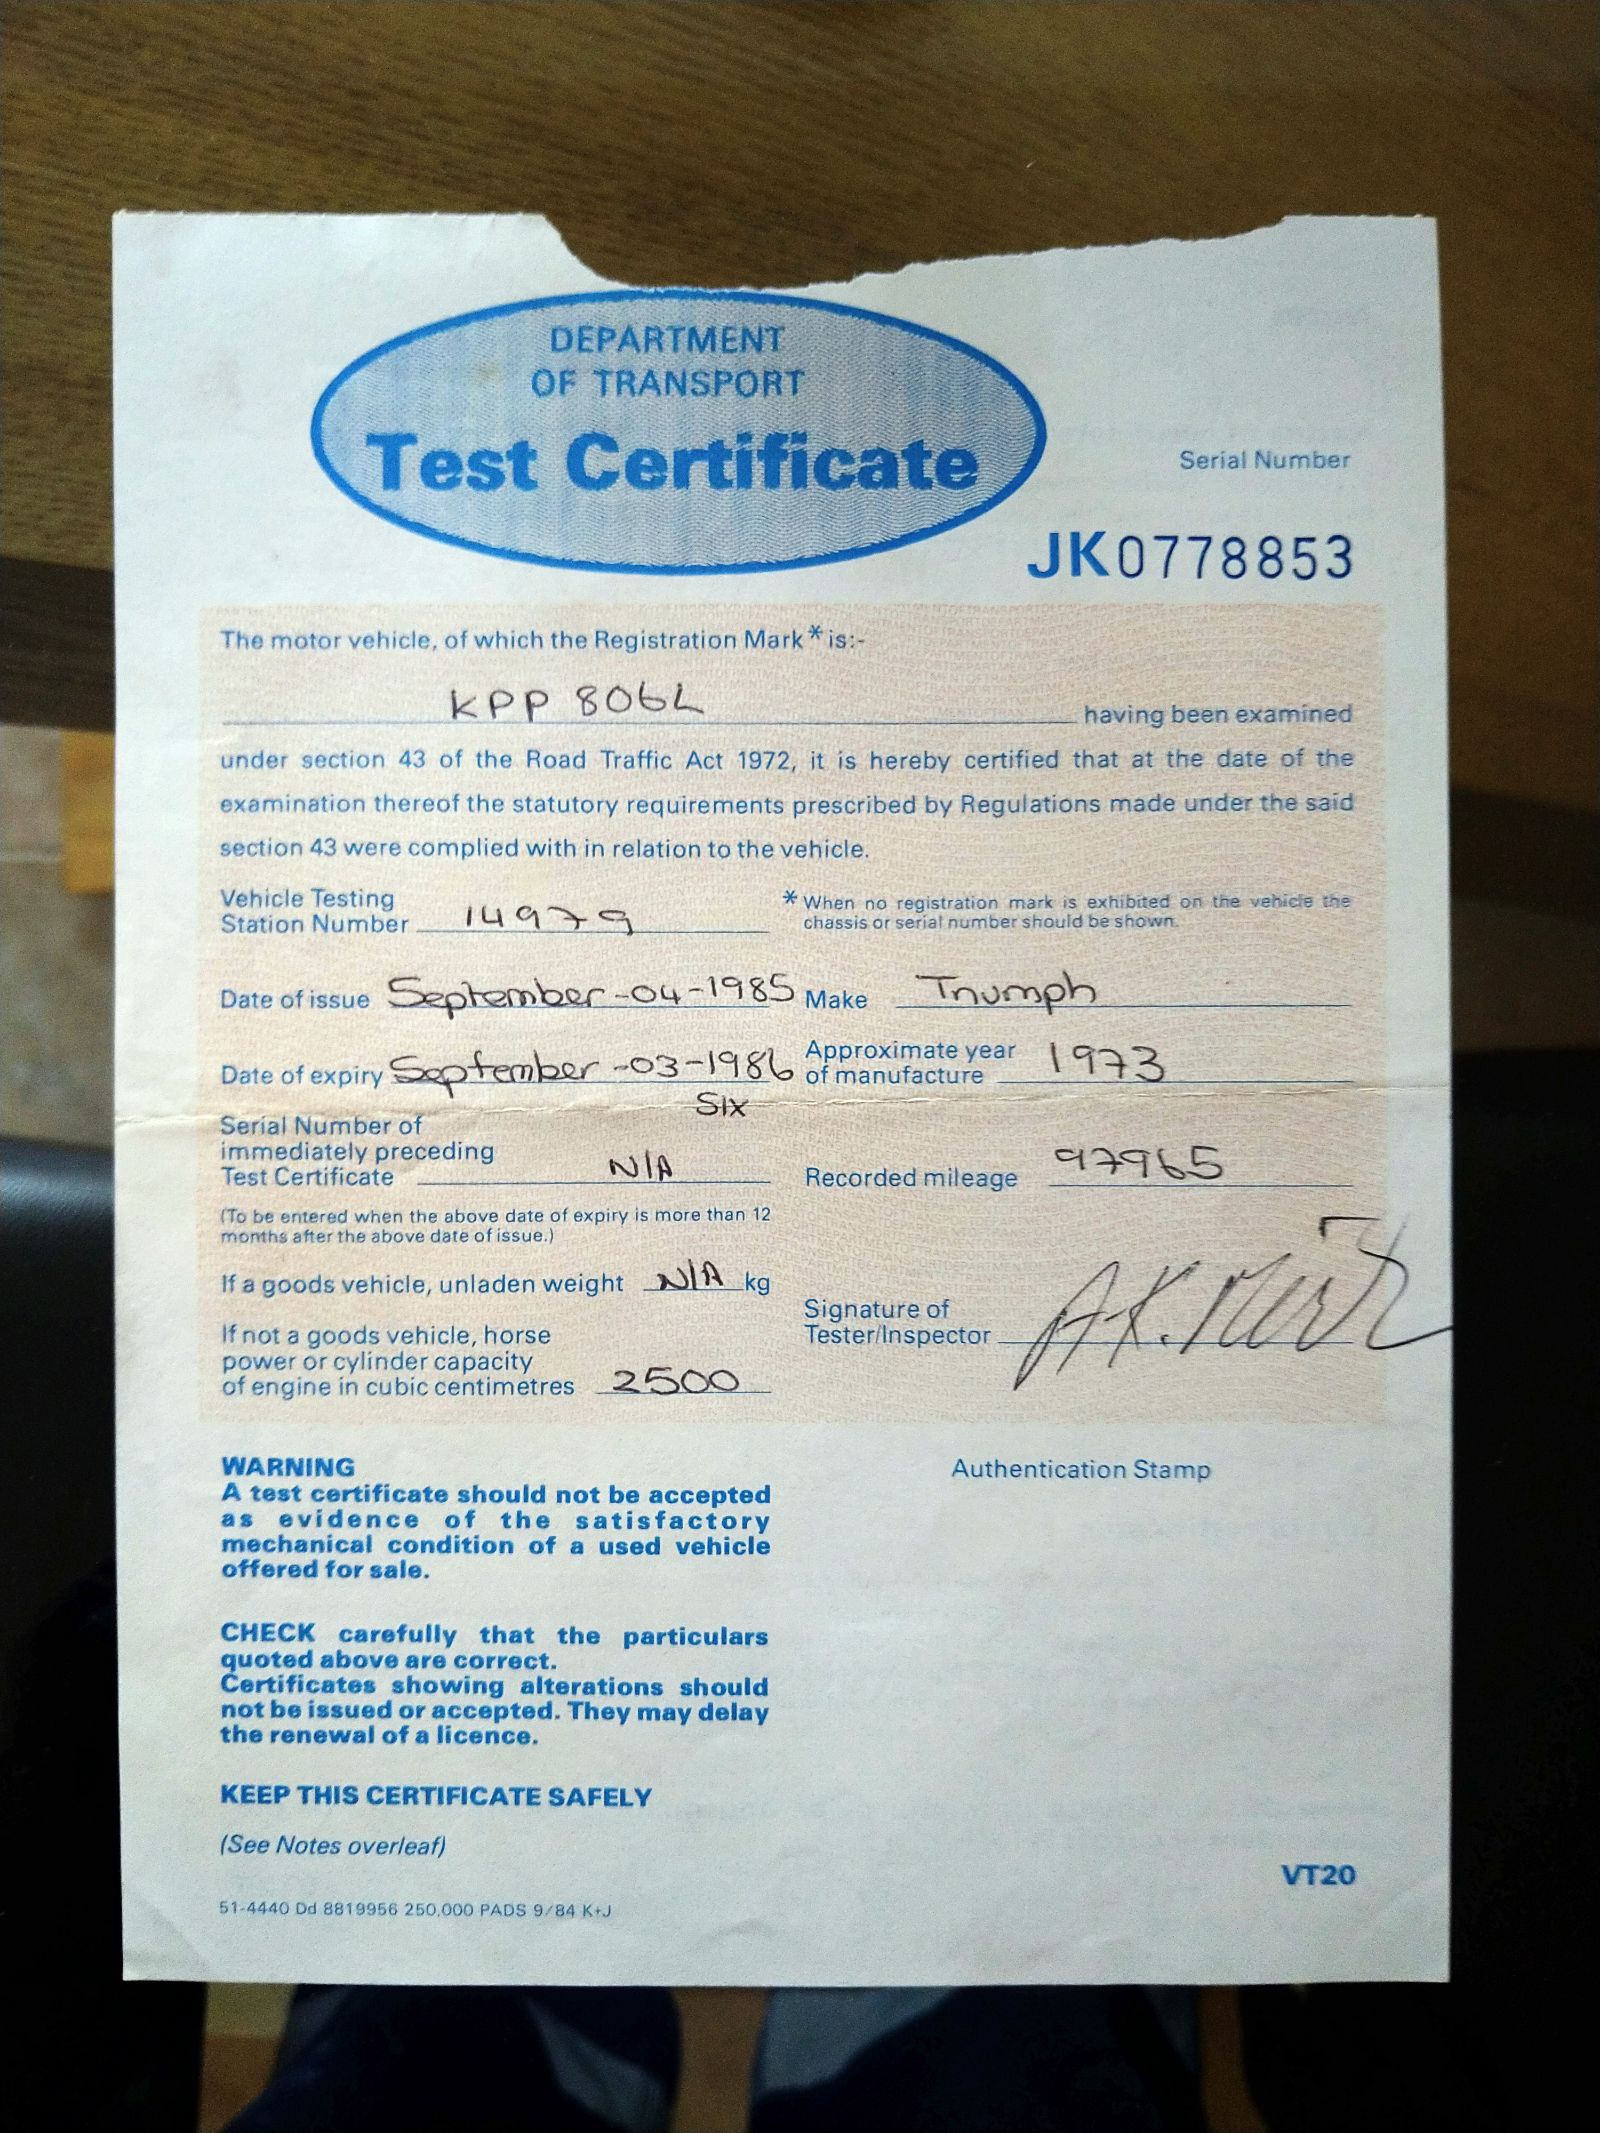 DEPARTMENT
OF TRANSPORT
Test Certificate
Serial Number
JK0778853
The motor vehicle, of which the Registration Mark * is:-
KPP 806L having been examined
under section 43 of the Road Traffic Act 1972, it is hereby certified that at the date of the
examination thereof the statutory requirements prescribed by Regulations made under the said
section 43 were complied with in relation to the vehicle.
Vehicle Testing
Station Number 14979
* When no registration mark is exhibited on the vehicle the
chassis or serial number should be shown.
Date of issue September-04-1985
Make Triumph
Date of expiry September-03-1986
Six
Approximate year
of manufacture 1973
Serial Number of
immediately preceding
Test Certificate N/A
Recorded mileage 97965
(To be entered when the above date of expiry is more than 12
months after the above date of issue.)
If a goods vehicle, unladen weight N/A kg
Signature of
Tester/Inspector A.K.
If not a goods vehicle, horse
power or cylinder capacity
of engine in cubic centimetres 2500
WARNING
A test certificate should not be accepted
as evidence of the satisfactory
mechanical condition of a used vehicle
offered for sale.
Authentication Stamp
CHECK carefully that the particulars
quoted above are correct.
Certificates showing alterations should
not be issued or accepted. They may delay
the renewal of a licence.
KEEP THIS CERTIFICATE SAFELY
(See Notes overleaf)
VT20
51-4440 Dd 8819956 250,000 PADS 9/84 K+J